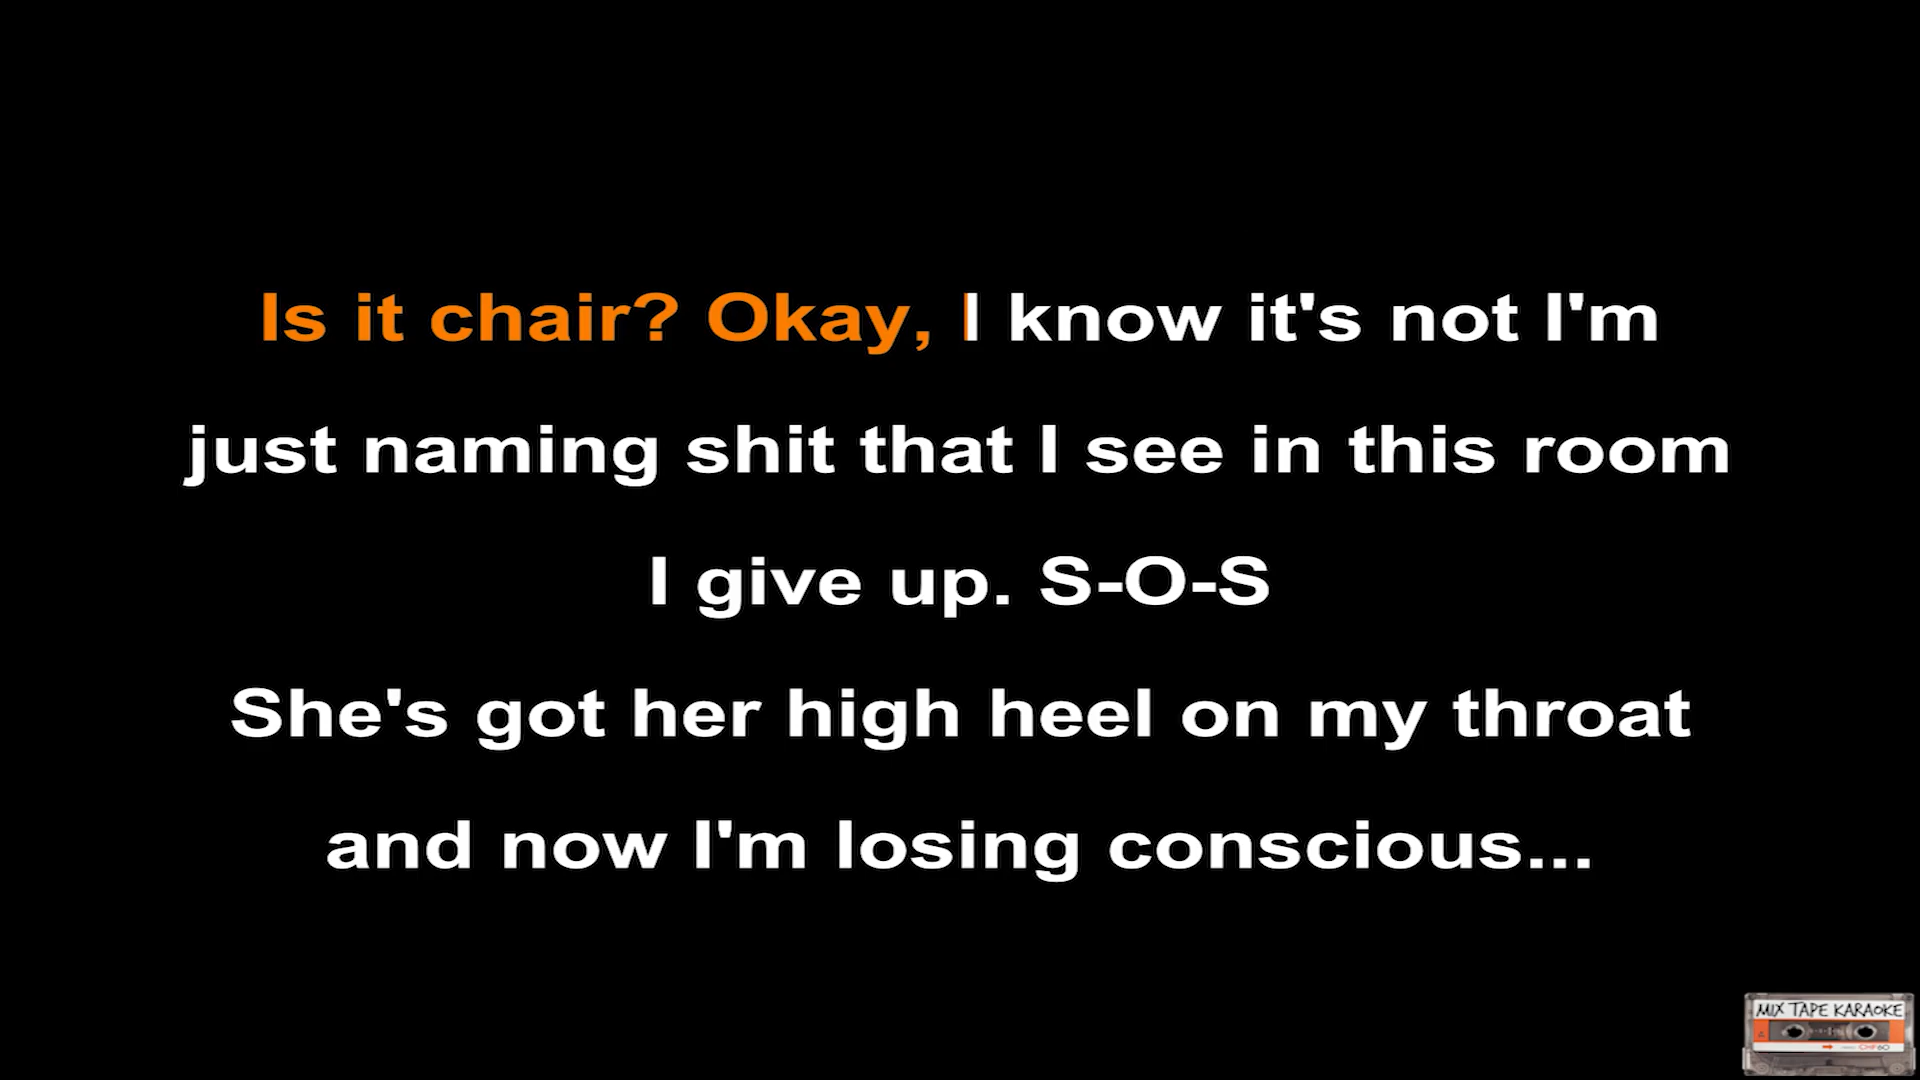 Is it chair? Okay, I know it's not I'm
just naming shit that I see in this room
I give up. S-O-S
She's got her high heel on my throat
and now I'm losing conscious...
MIX TAPE KARAOKE